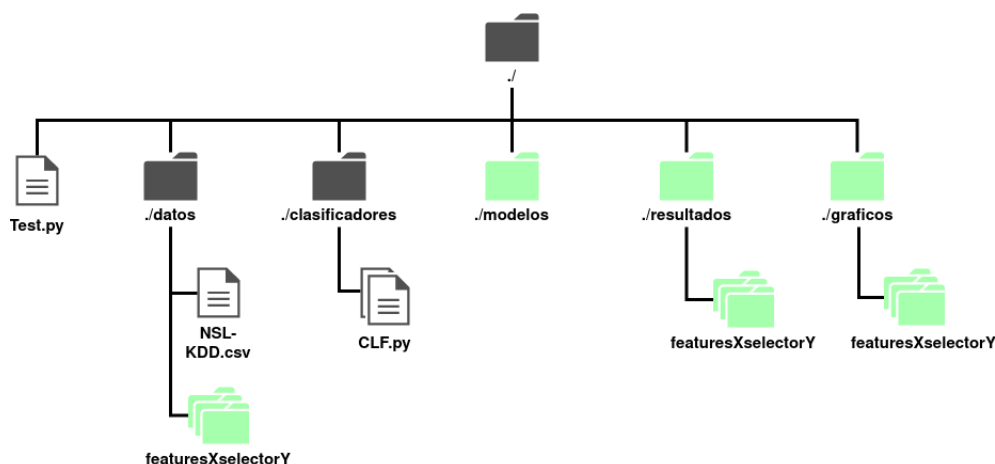 ./
Test.py
./datos
./clasificadores
./modelos
./resultados
./graficos
NSL-
KDD.csv
CLF.py
featuresXselectorY
featuresXselectorY
featuresXselectorY